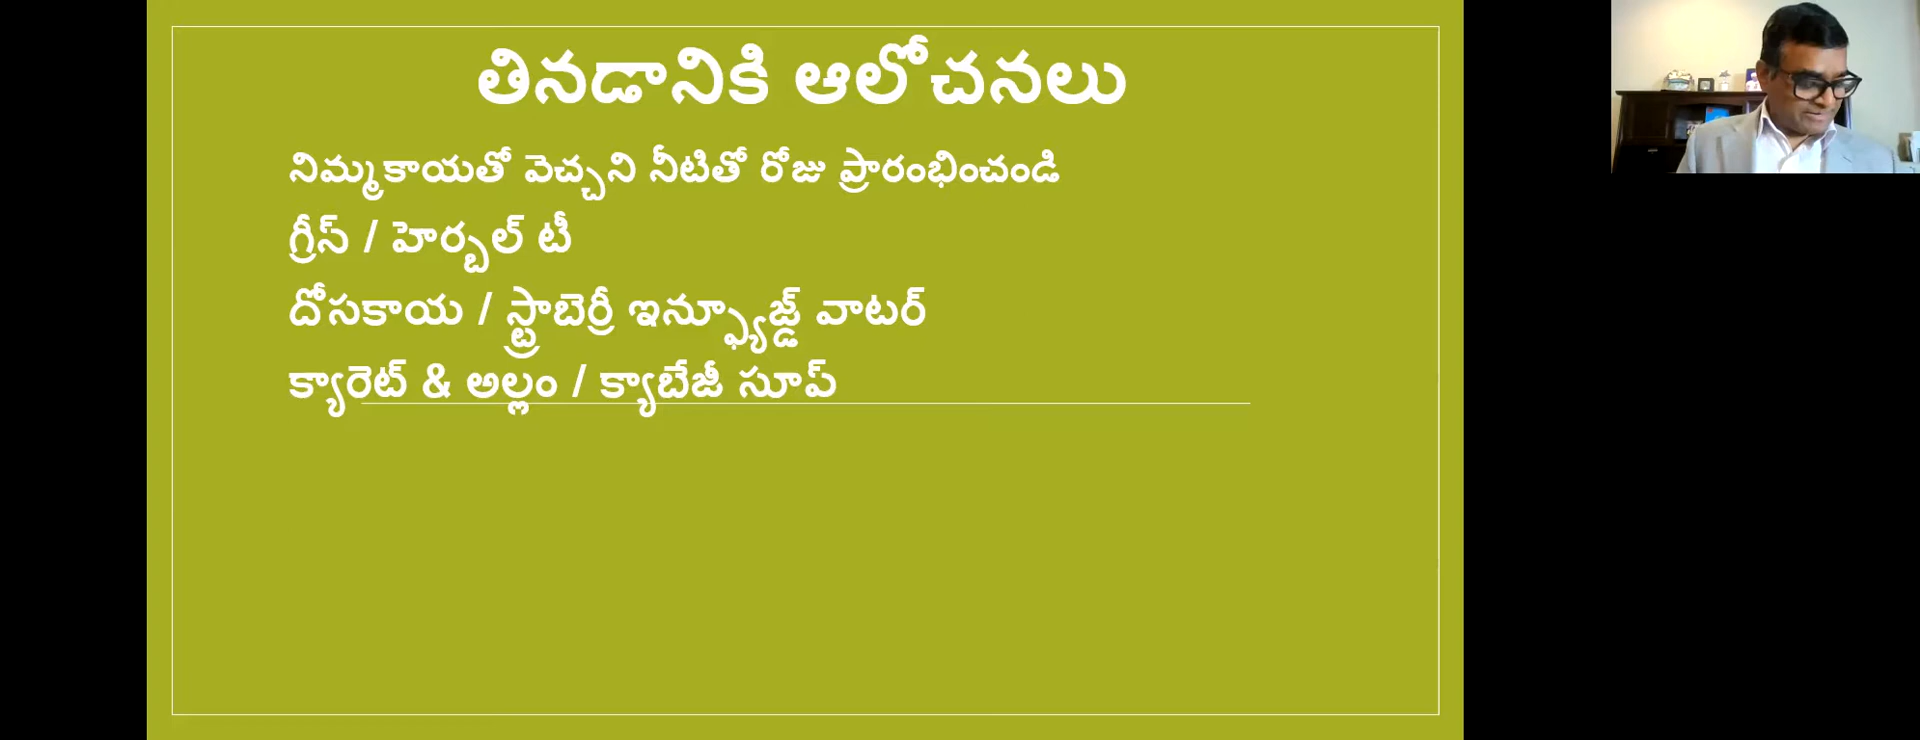 తినడానికి ఆలోచనలు
నిమ్మకాయతో వెచ్చని నీటితో రోజు ప్రారంభించండి
గ్రీస్ / హెర్బల్ టీ
దోసకాయ / స్ట్రాబెర్రీ ఇన్ఫ్యూజ్డ్ వాటర్
క్యారెట్ & అల్లం / క్యాబేజీ సూప్